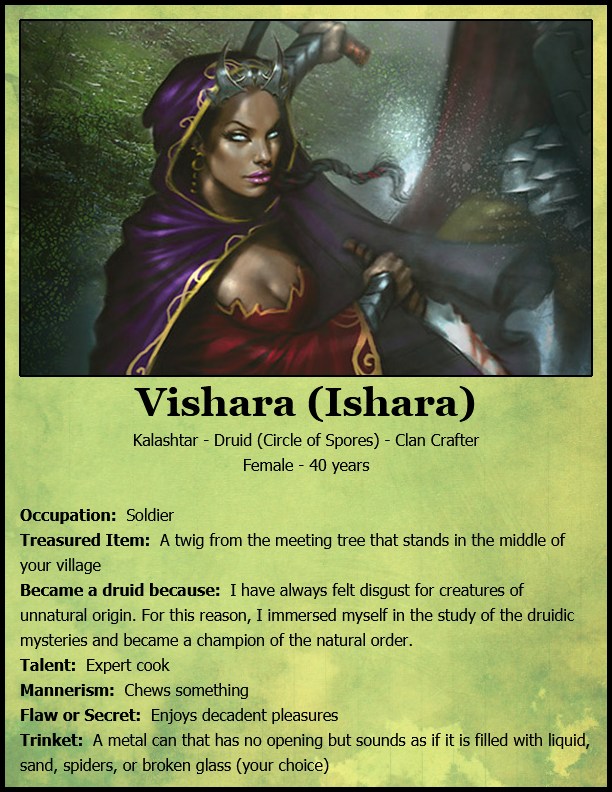 Vishara (Ishara)
Kalashtar - Druid (Circle of Spores) - Clan Crafter
Female - 40 years
Occupation:  Soldier
Treasured Item:  A twig from the meeting tree that stands in the middle of
your village
Became a druid because:  I have always felt disgust for creatures of
unnatural origin. For this reason, I immersed myself in the study of the druidic
mysteries and became a champion of the natural order.
Talent:  Expert cook
Mannerism:  Chews something
Flaw or Secret:  Enjoys decadent pleasures
Trinket:  A metal can that has no opening but sounds as if it is filled with liquid,
sand, spiders, or broken glass (your choice)